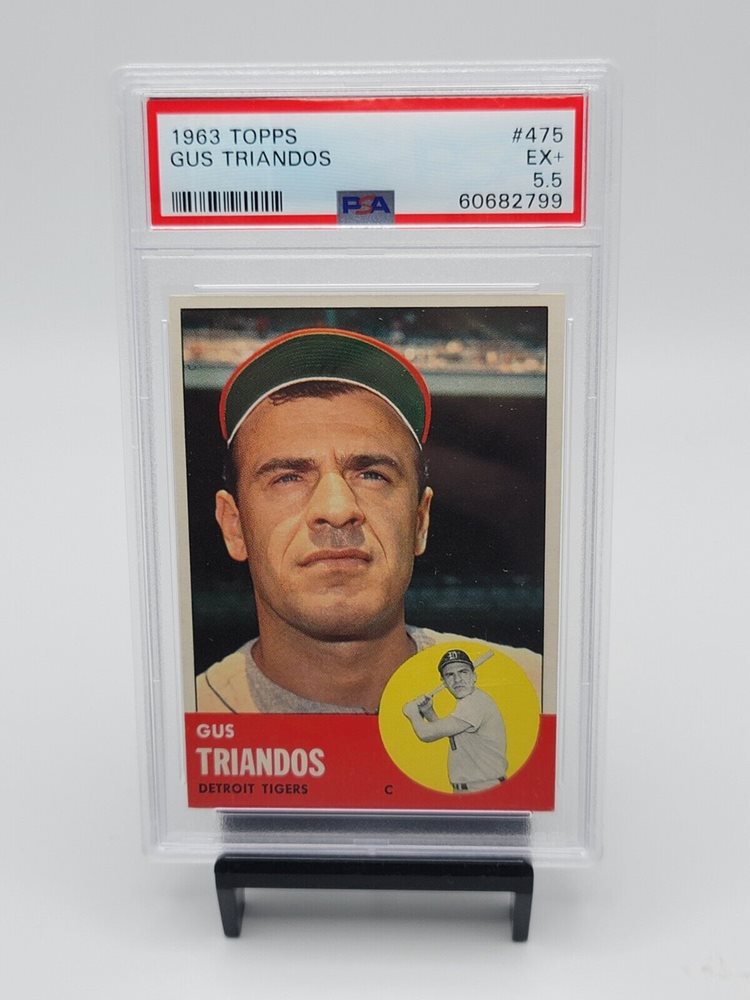 1963 TOPPS #475
GUS TRIANDOS EX+
5.5
PSA 60682799
GUS
TRIANDOS
DETROIT TIGERS C
D